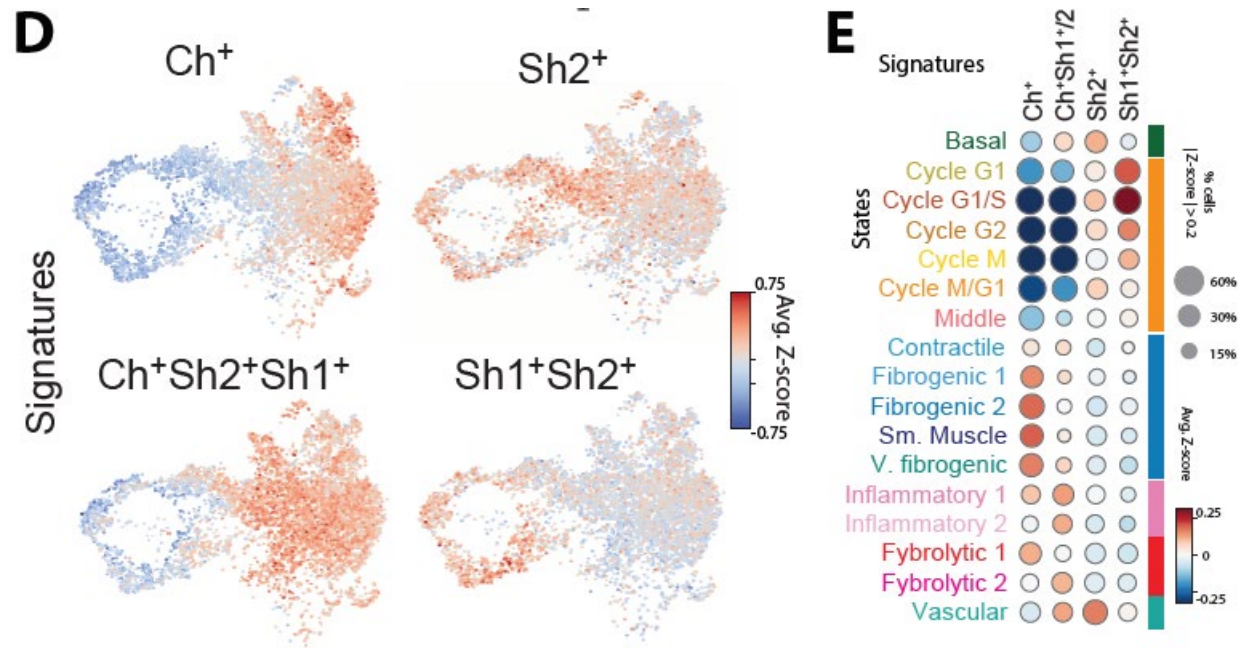 D
Ch⁺
Sh2⁺
Signatures
0.75
Avg. Z-score
-0.75
Ch⁺Sh2⁺Sh1⁺
Sh1⁺Sh2⁺
E
Signatures
Ch⁺
Ch⁺Sh1⁺/2
Sh2⁺
Sh1⁺Sh2⁺
States
Basal
Cycle G1
Cycle G1/S
Cycle G2
Cycle M
Cycle M/G1
Middle
Contractile
Fibrogenic 1
Fibrogenic 2
Sm. Muscle
V. fibrogenic
Inflammatory 1
Inflammatory 2
Fybrolytic 1
Fybrolytic 2
Vascular
% cells
|Z-score|>0.2
60%
30%
15%
Avg. Z-score
0.25
0
-0.25